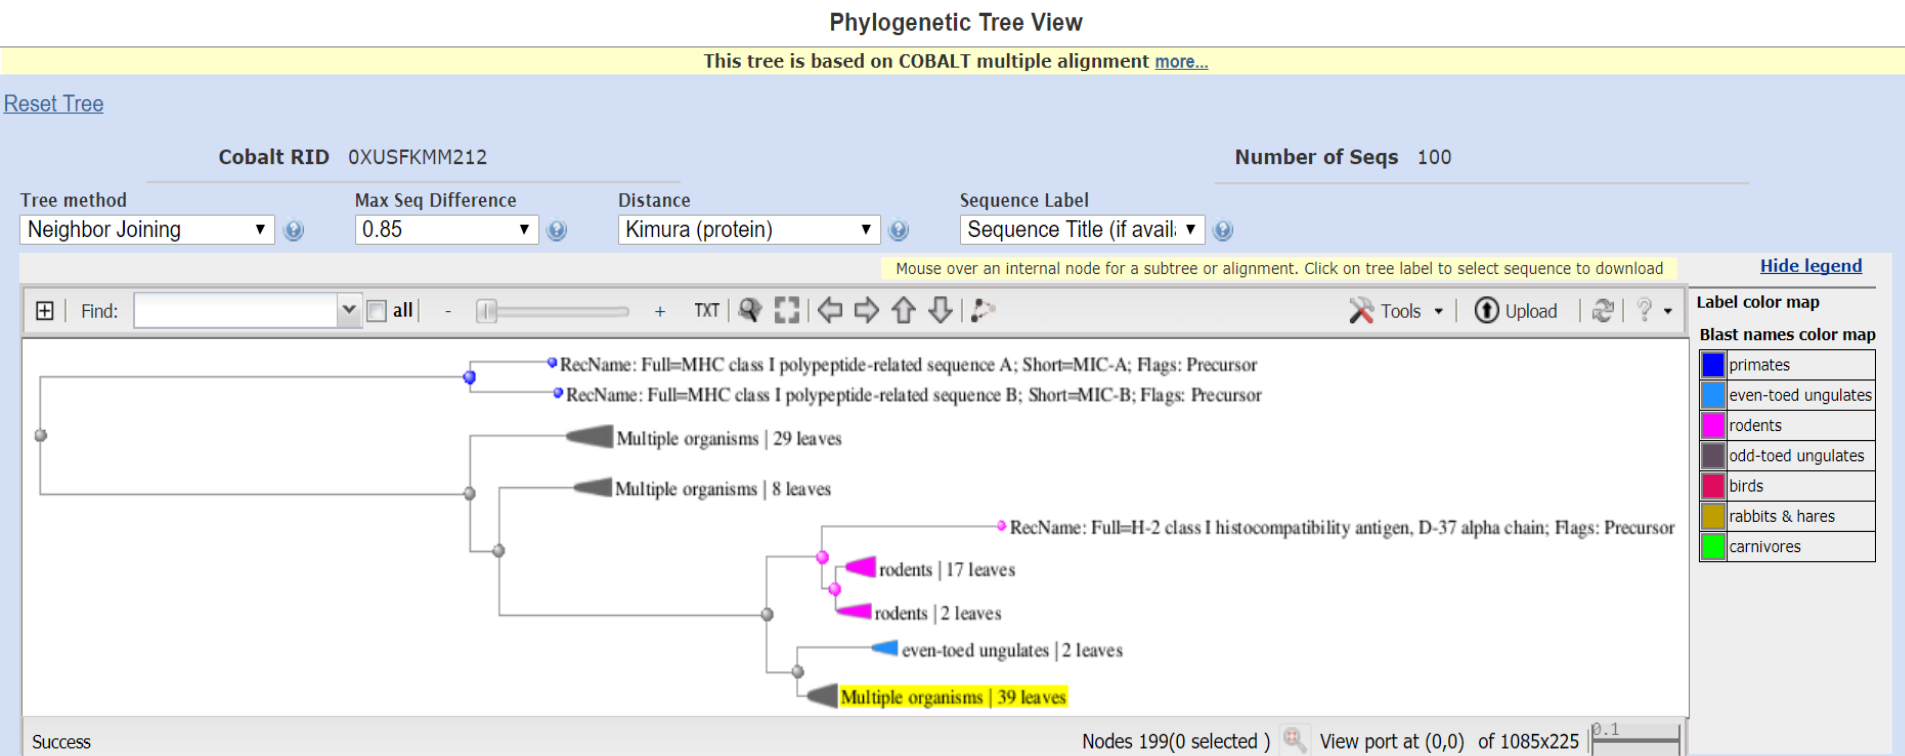 Phylogenetic Tree View
This tree is based on COBALT multiple alignment more...
Reset Tree
Cobalt RID 0XUSFKMM212 Number of Seqs 100
Tree method Max Seq Difference Distance Sequence Label
Neighbor Joining 0.85 Kimura (protein) Sequence Title (if avail
Mouse over an internal node for a subtree or alignment. Click on tree label to select sequence to download
Hide legend
Find: all - + TXT Tools Upload ?
Label color map
Blast names color map
primates
even-toed ungulates
rodents
odd-toed ungulates
birds
rabbits & hares
carnivores
RecName: Full=MHC class I polypeptide-related sequence A; Short=MIC-A; Flags: Precursor
RecName: Full=MHC class I polypeptide-related sequence B; Short=MIC-B; Flags: Precursor
Multiple organisms | 29 leaves
Multiple organisms | 8 leaves
RecName: Full=H-2 class I histocompatibility antigen, D-37 alpha chain; Flags: Precursor
rodents | 17 leaves
rodents | 2 leaves
even-toed ungulates | 2 leaves
Multiple organisms | 39 leaves
Success Nodes 199(0 selected ) View port at (0,0) of 1085x225 0.1